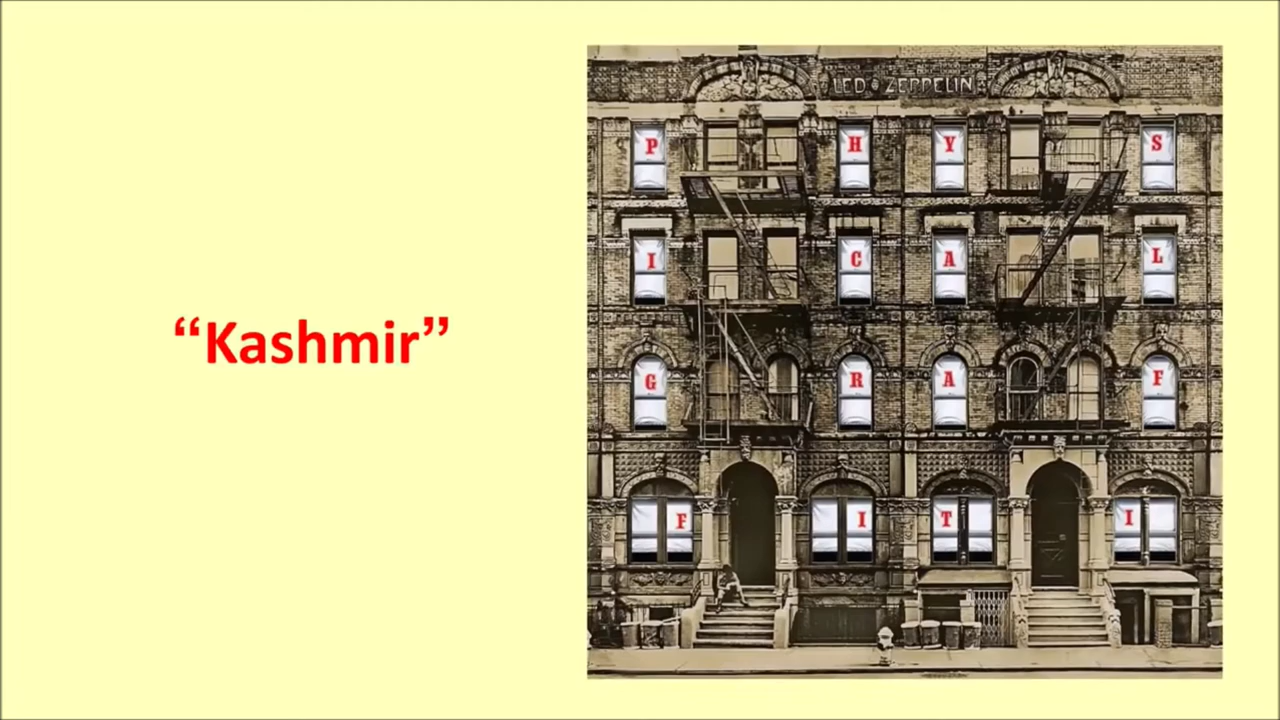 “Kashmir”
LED ZEPPELIN
P H Y S
I C A L
G R A F
F I T I